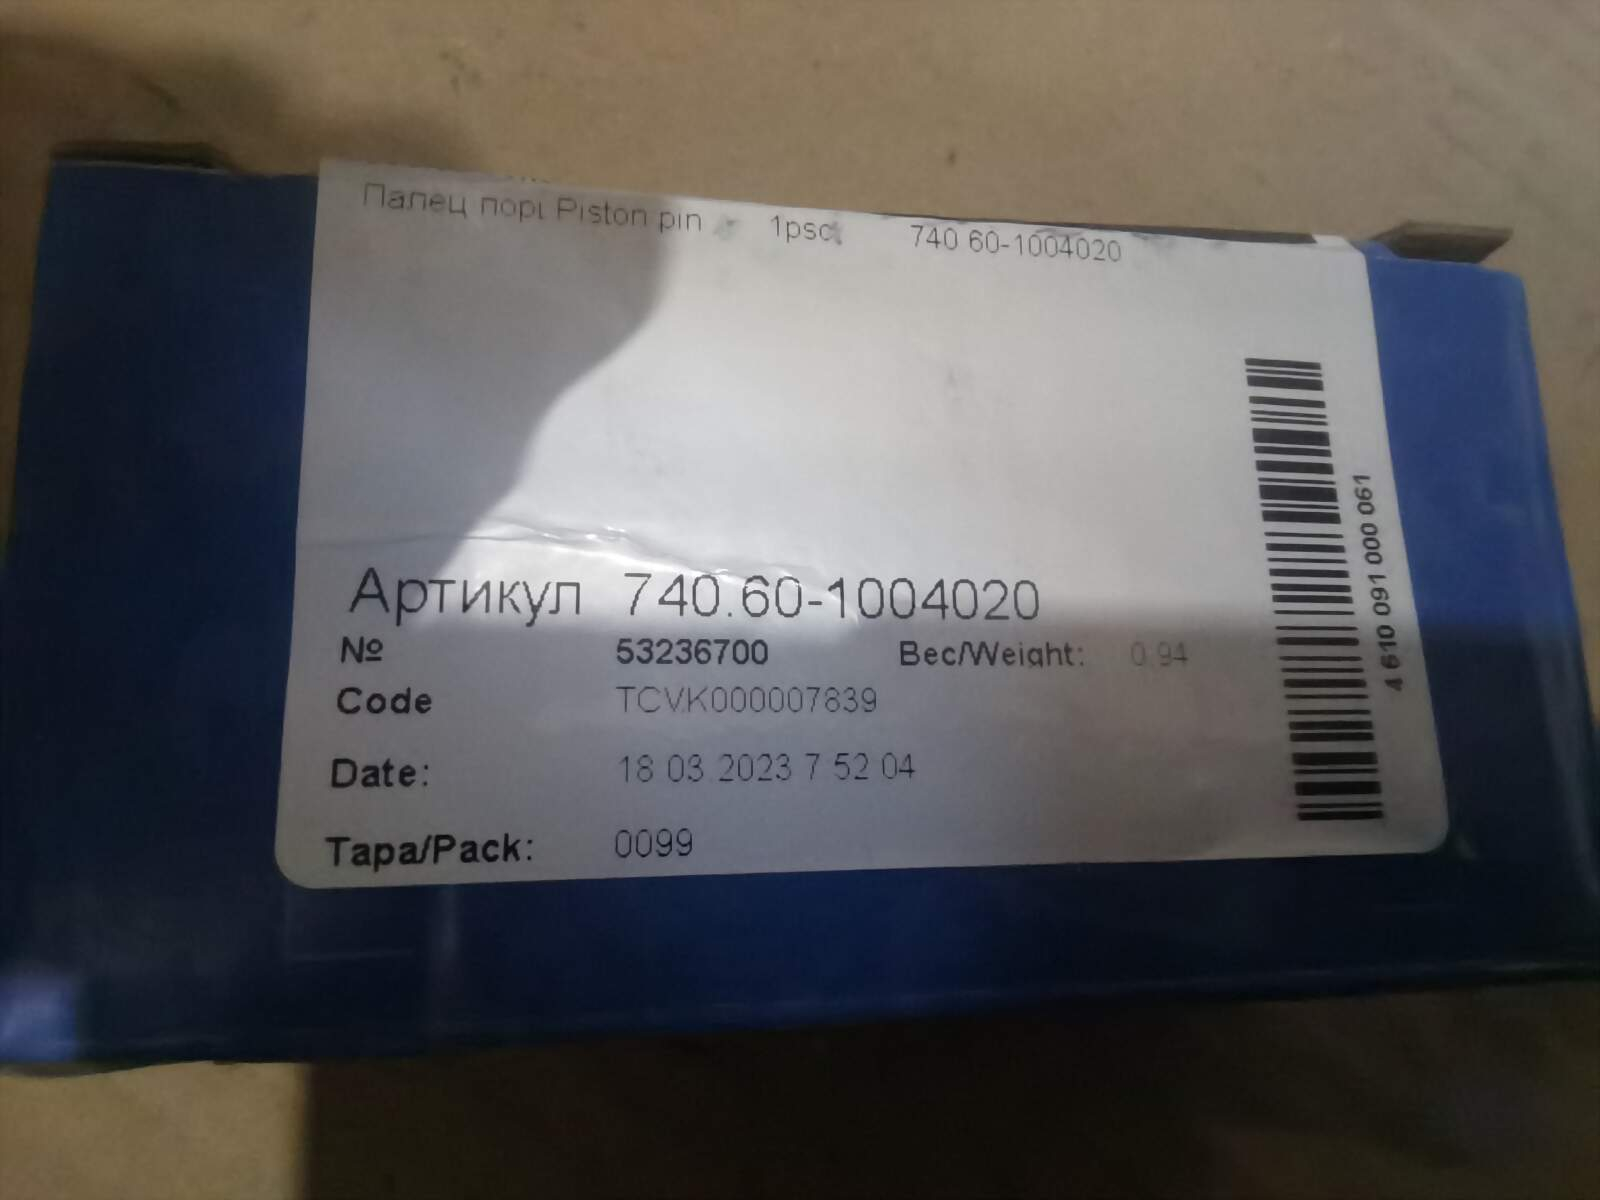 Палец порı Piston pin 1psc. 740 60-1004020
Артикул 740.60-1004020
№ 53236700 Вес/Weight: 0.94
Code TCVK000007839
Date: 18 03 2023 7 52 04
Тара/Pack: 0099
4 610 091 000 061